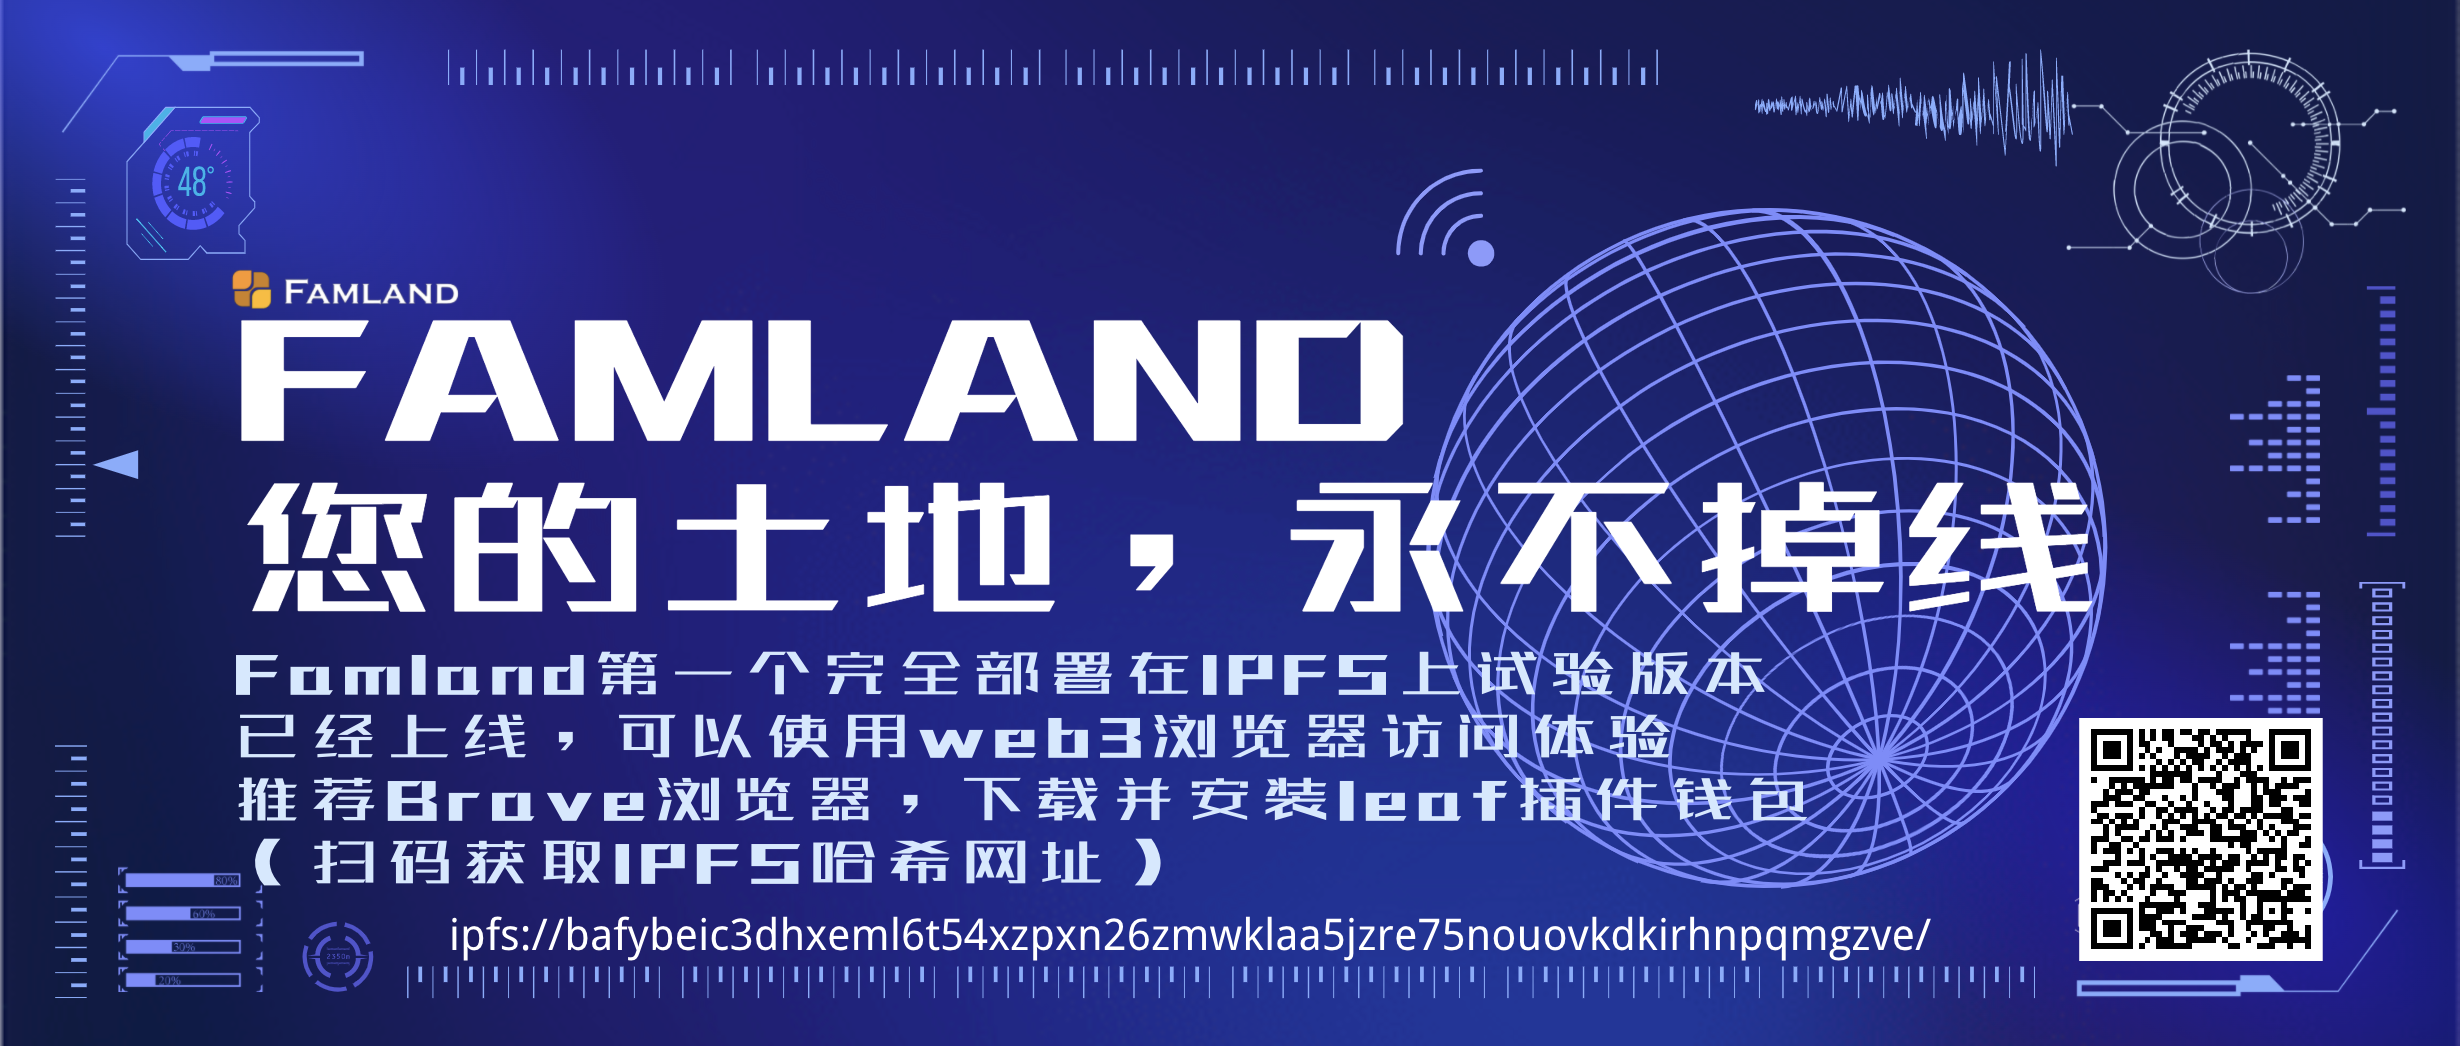 48°
FAMLAND
FAMLAND
您的土地，永不掉线
Famland第一个完全部署在IPFS上试验版本
已经上线，可以使用web3浏览器访问体验
推荐Brave浏览器，下载并安装leaf插件钱包
（扫码获取IPFS哈希网址）
ipfs://bafybeic3dhxeml6t54xzpxn26zmwklaa5jzre75nouovkdkirhnpqmgzve/
80%
60%
30%
20%